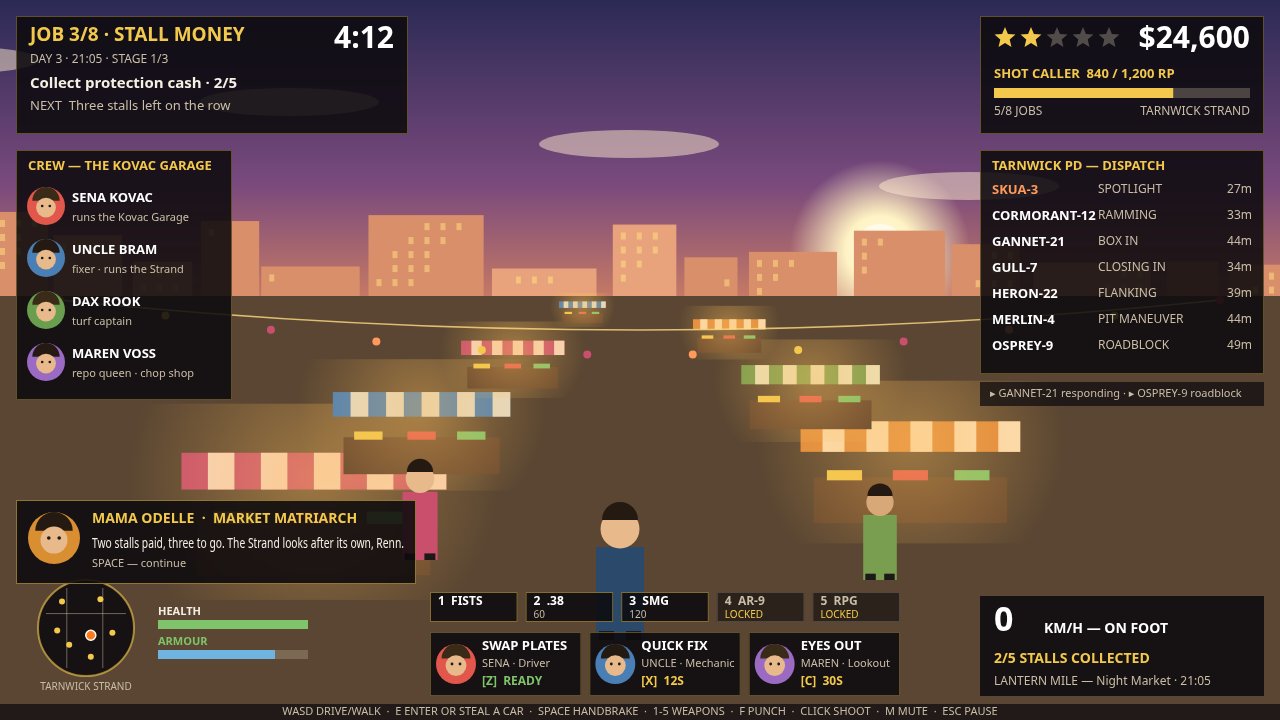 JOB 3/8 · STALL MONEY 4:12
DAY 3 · 21:05 · STAGE 1/3
Collect protection cash · 2/5
NEXT Three stalls left on the row
$24,600
SHOT CALLER 840 / 1,200 RP
5/8 JOBS TARNWICK STRAND
CREW — THE KOVAC GARAGE
SENA KOVAC
runs the Kovac Garage
UNCLE BRAM
fixer · runs the Strand
DAX ROOK
turf captain
MAREN VOSS
repo queen · chop shop
TARNWICK PD — DISPATCH
SKUA-3 SPOTLIGHT 27m
CORMORANT-12 RAMMING 33m
GANNET-21 BOX IN 44m
GULL-7 CLOSING IN 34m
HERON-22 FLANKING 39m
MERLIN-4 PIT MANEUVER 44m
OSPREY-9 ROADBLOCK 49m
▸ GANNET-21 responding · ▸ OSPREY-9 roadblock
MAMA ODELLE · MARKET MATRIARCH
Two stalls paid, three to go. The Strand looks after its own, Renn.
SPACE — continue
HEALTH
ARMOUR
TARNWICK STRAND
1 FISTS
2 .38
60
3 SMG
120
4 AR-9
LOCKED
5 RPG
LOCKED
SWAP PLATES
SENA · Driver
[Z] READY
QUICK FIX
UNCLE · Mechanic
[X] 12S
EYES OUT
MAREN · Lookout
[C] 30S
0 KM/H — ON FOOT
2/5 STALLS COLLECTED
LANTERN MILE — Night Market · 21:05
WASD DRIVE/WALK · E ENTER OR STEAL A CAR · SPACE HANDBRAKE · 1-5 WEAPONS · F PUNCH · CLICK SHOOT · M MUTE · ESC PAUSE